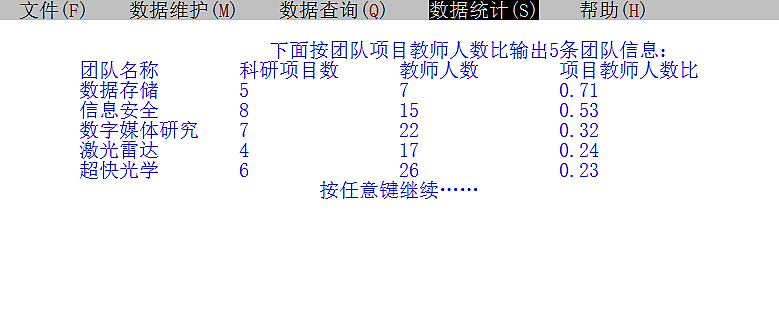 文件(F) 数据维护(M) 数据查询(Q) 数据统计(S) 帮助(H)
下面按团队项目教师人数比输出5条团队信息:
团队名称 科研项目数 教师人数 项目教师人数比
数据存储 5 7 0.71
信息安全 8 15 0.53
数字媒体研究 7 22 0.32
激光雷达 4 17 0.24
超快光学 6 26 0.23
按任意键继续……